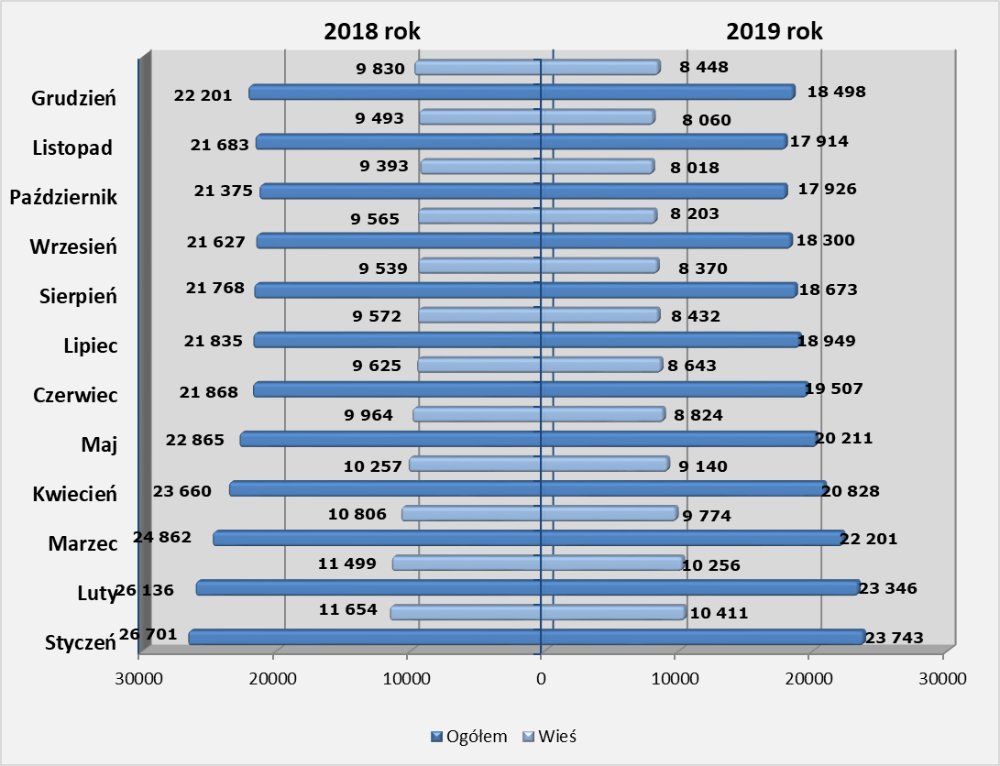 2018 rok 2019 rok
9 830 8 448
Grudzień 22 201 18 498
9 493 8 060
Listopad 21 683 17 914
9 393 8 018
Październik 21 375 17 926
9 565 8 203
Wrzesień 21 627 18 300
9 539 8 370
Sierpień 21 768 18 673
9 572 8 432
Lipiec 21 835 18 949
9 625 8 643
Czerwiec 21 868 19 507
9 964 8 824
Maj 22 865 20 211
10 257 9 140
Kwiecień 23 660 20 828
10 806 9 774
Marzec 24 862 22 201
11 499 10 256
Luty 26 136 23 346
11 654 10 411
Styczeń 26 701 23 743
30000 20000 10000 0 10000 20000 30000
Ogółem Wieś